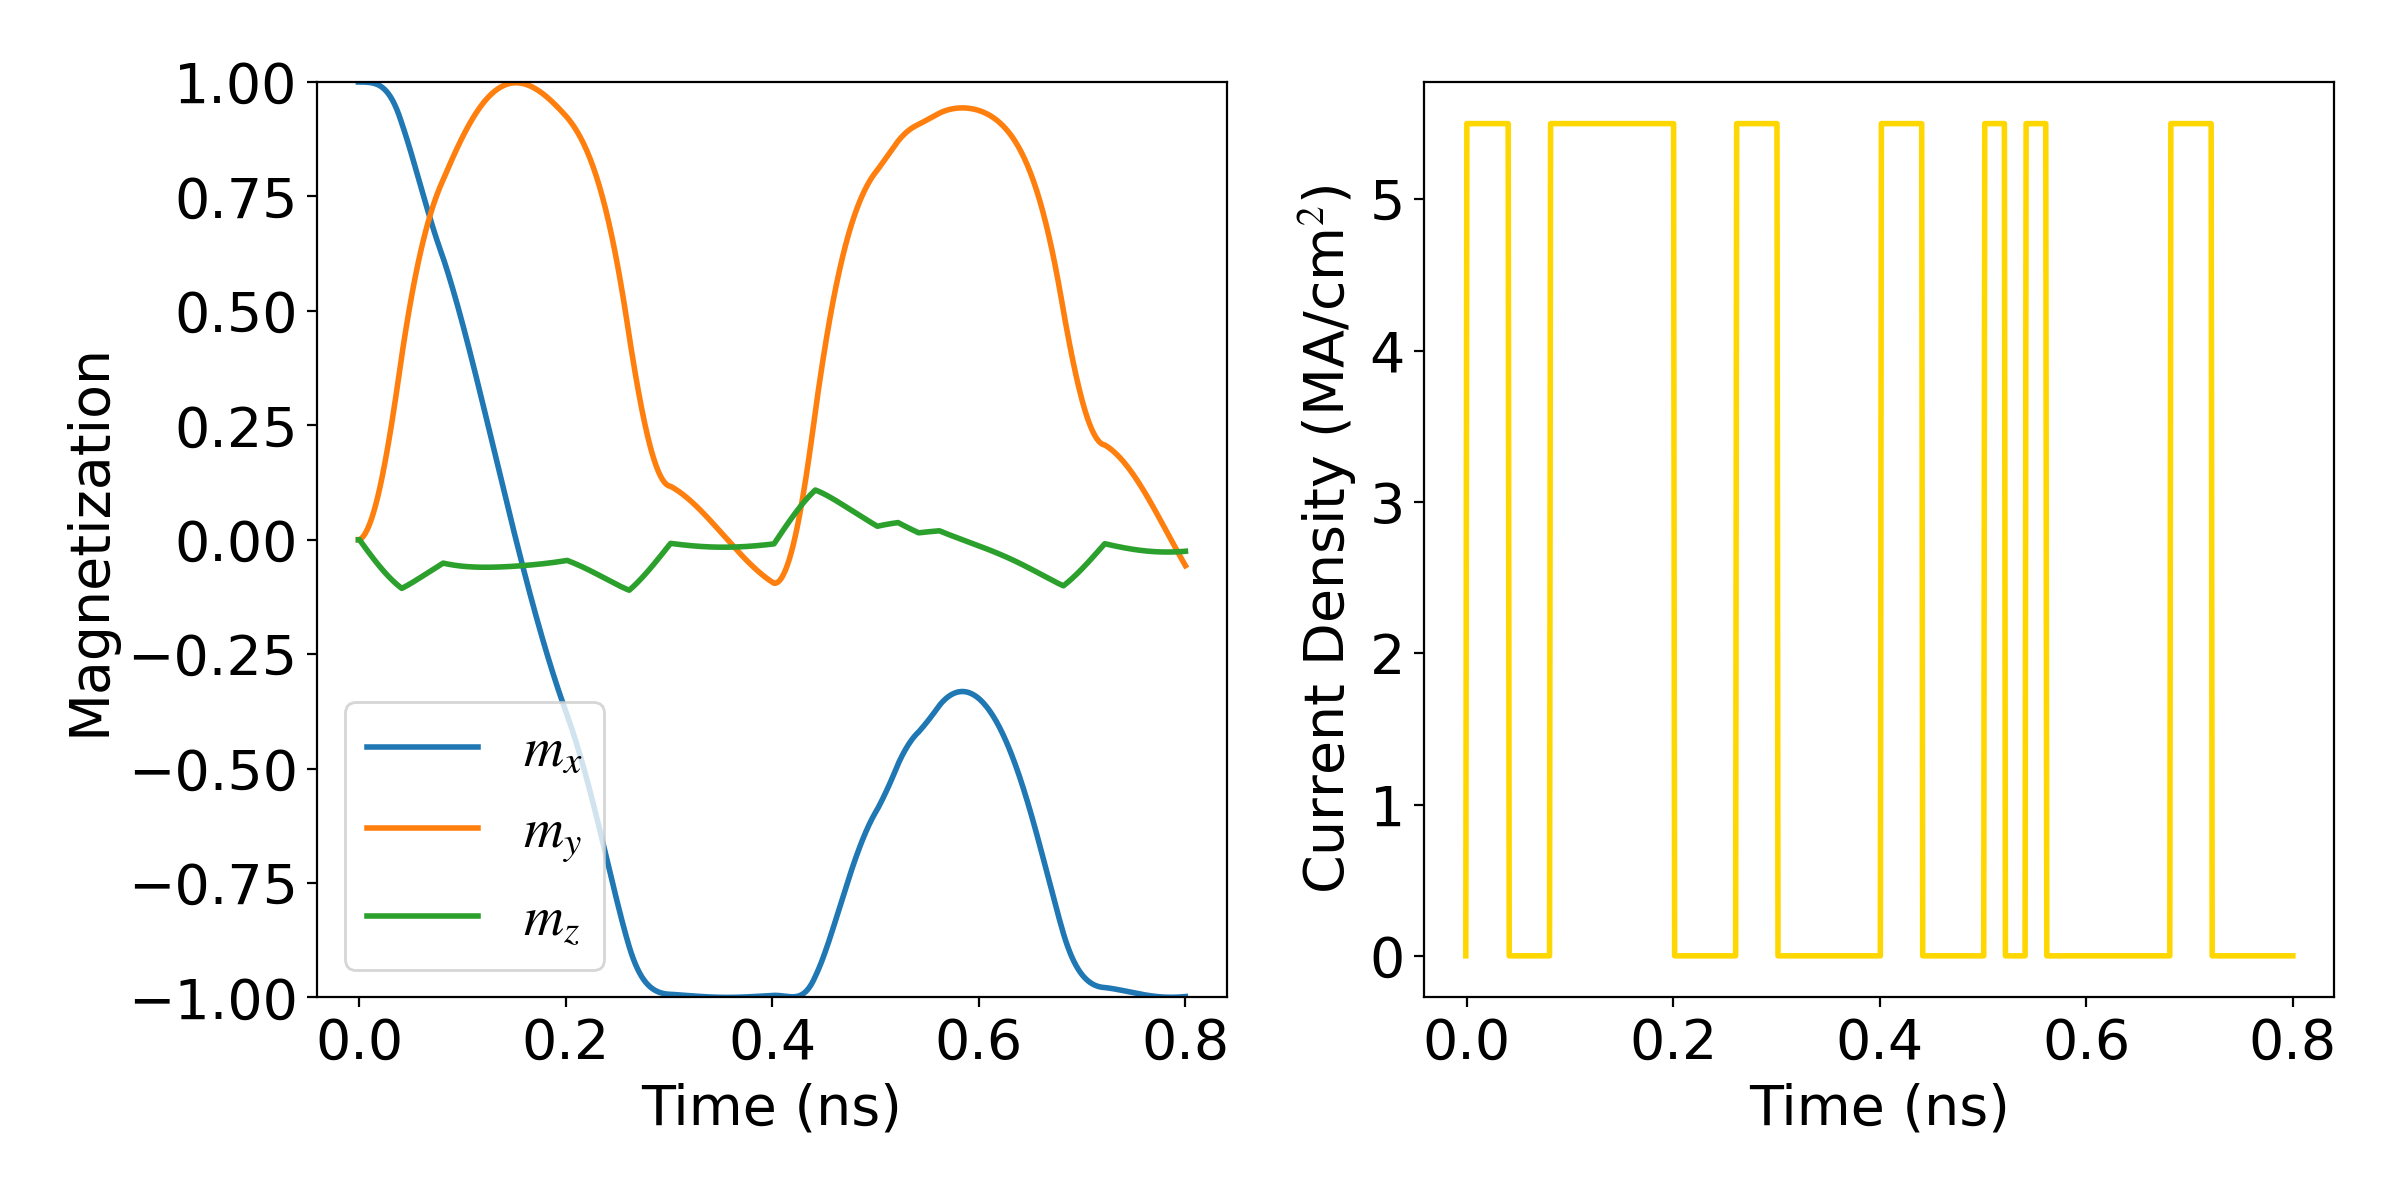 1.00
0.75
0.50
0.25
0.00
−0.25
−0.50
−0.75
−1.00
Magnetization
m_x
m_y
m_z
0.0 0.2 0.4 0.6 0.8
Time (ns)
5
4
3
2
1
0
Current Density (MA/cm²)
0.0 0.2 0.4 0.6 0.8
Time (ns)